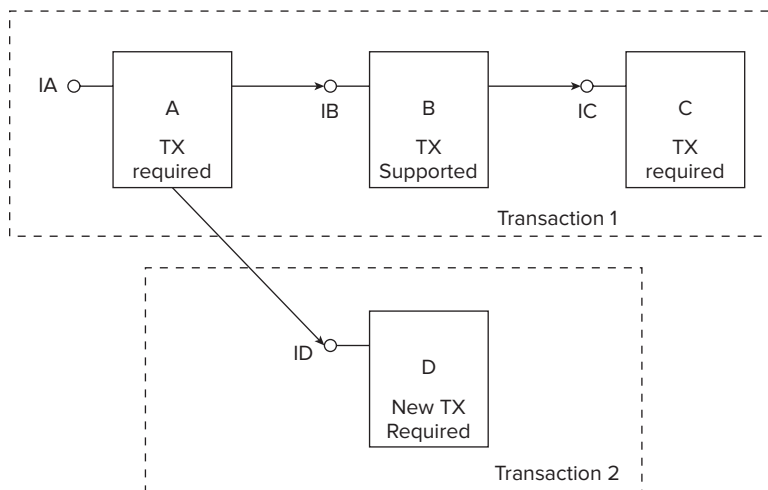 IA
A
TX
required
IB
B
TX
Supported
IC
C
TX
required
Transaction 1
ID
D
New TX
Required
Transaction 2